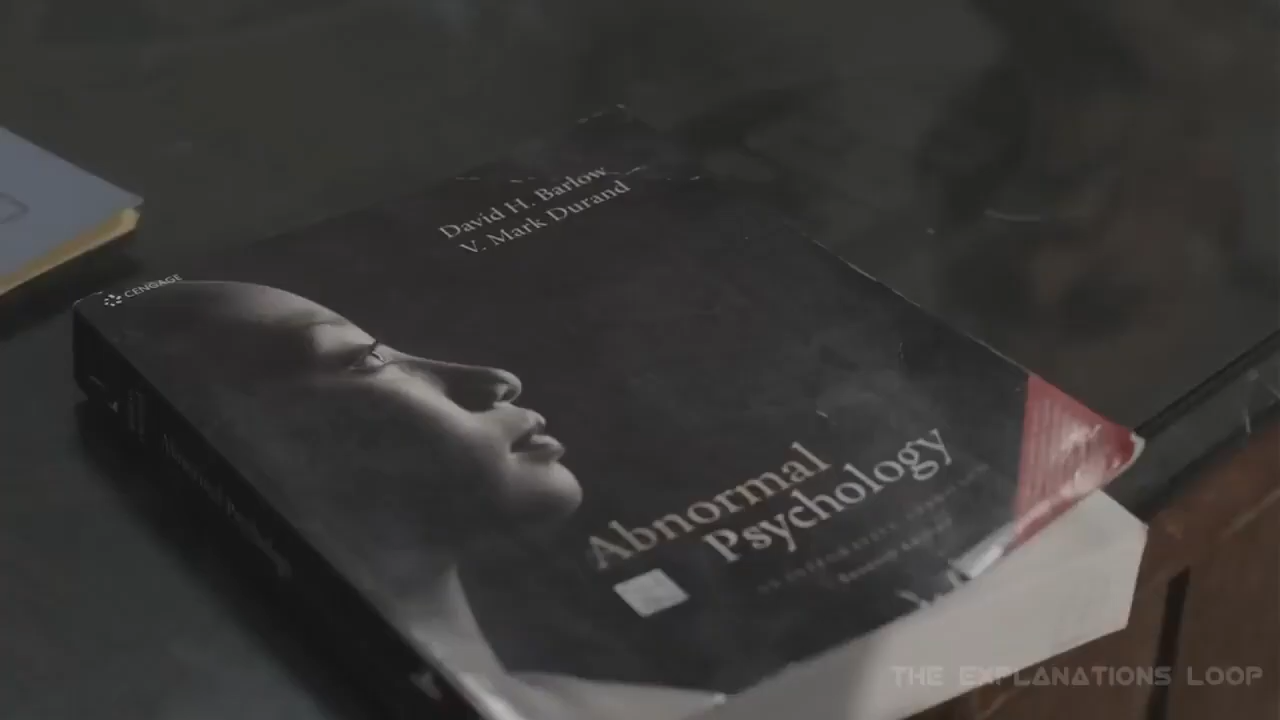 David H. Barlow
V. Mark Durand
CENGAGE
Abnormal
Psychology
THE EXPLANATIONS LOOP